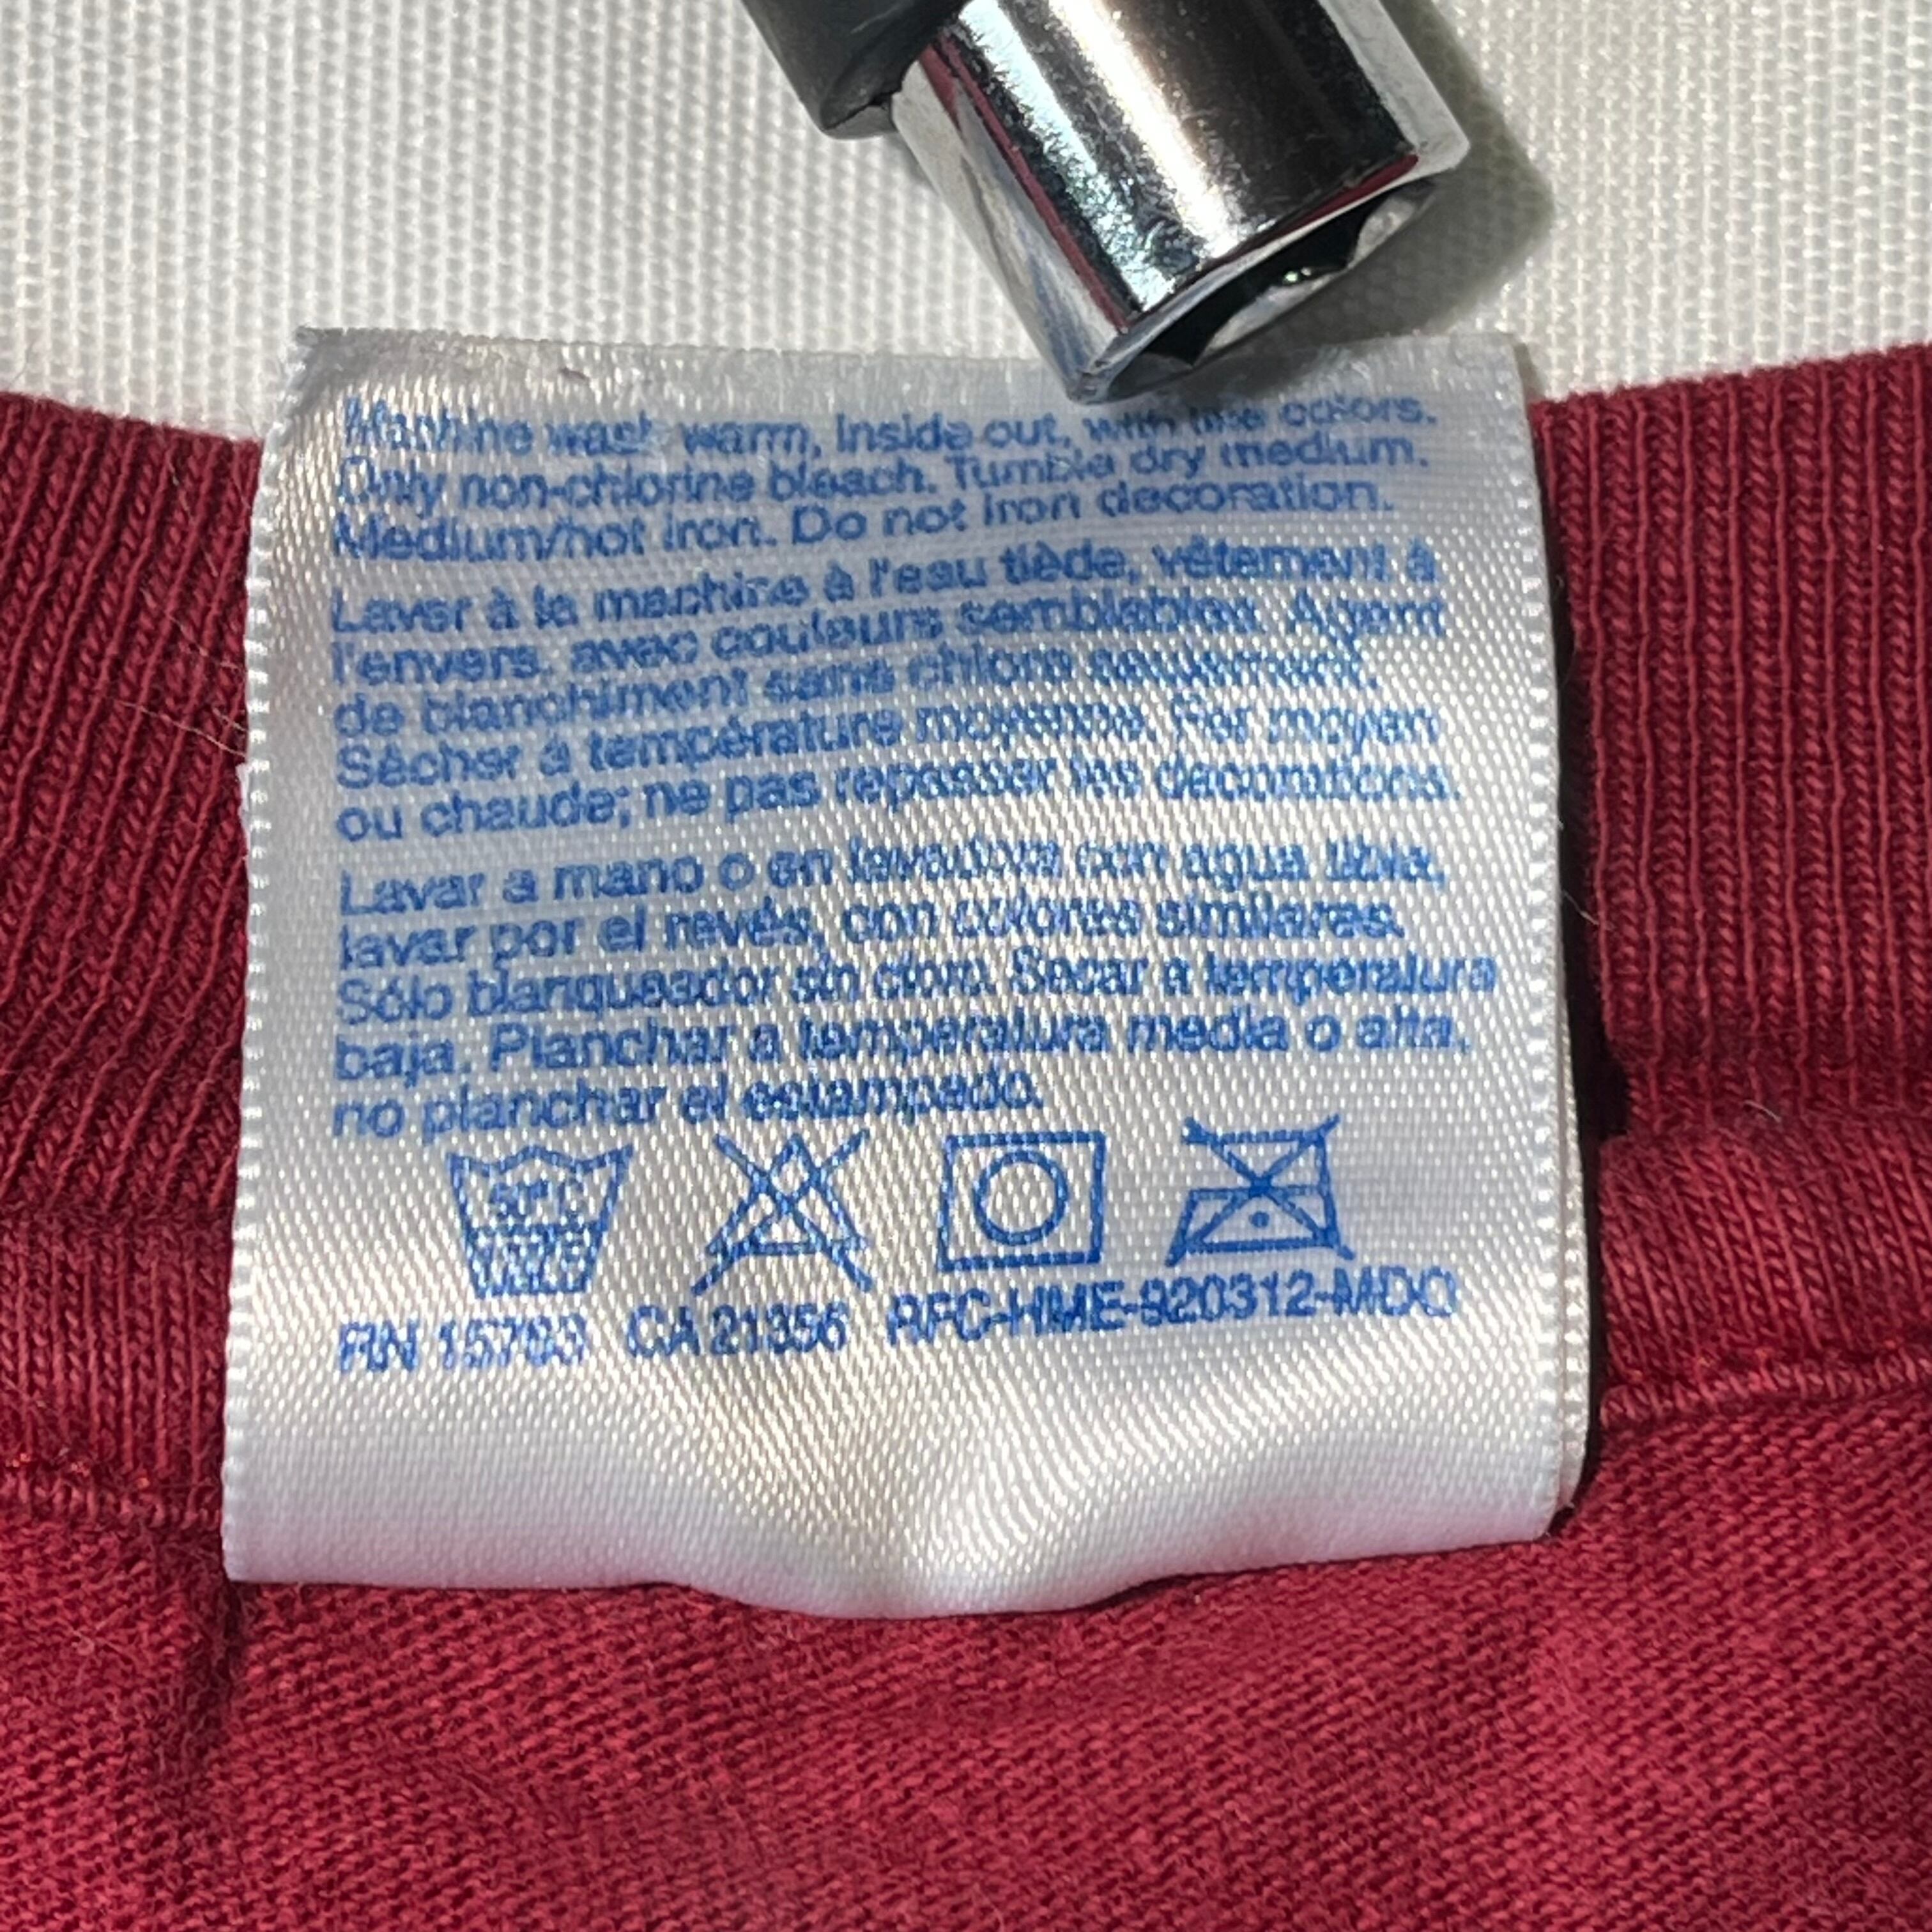 Machine wash warm, inside out, with like colors.
Only non-chlorine bleach. Tumble dry medium.
Medium/hot iron. Do not iron decoration.
Laver à la machine à l'eau tiède, vêtement à
l'envers, avec couleurs semblables. Agent
de blanchiment sans chlore seulement.
Sécher à température moyenne. Fer moyen
ou chaude; ne pas repasser les décorations.
Lavar a mano o en lavadora con agua tibia,
lavar por el revés, con colores similares.
Sólo blanqueador sin cloro. Secar a temperatura
baja. Planchar a temperatura media o alta,
no planchar el estampado.
50°C
RN 15763 CA 21356 RFC-HME-920312-MDO